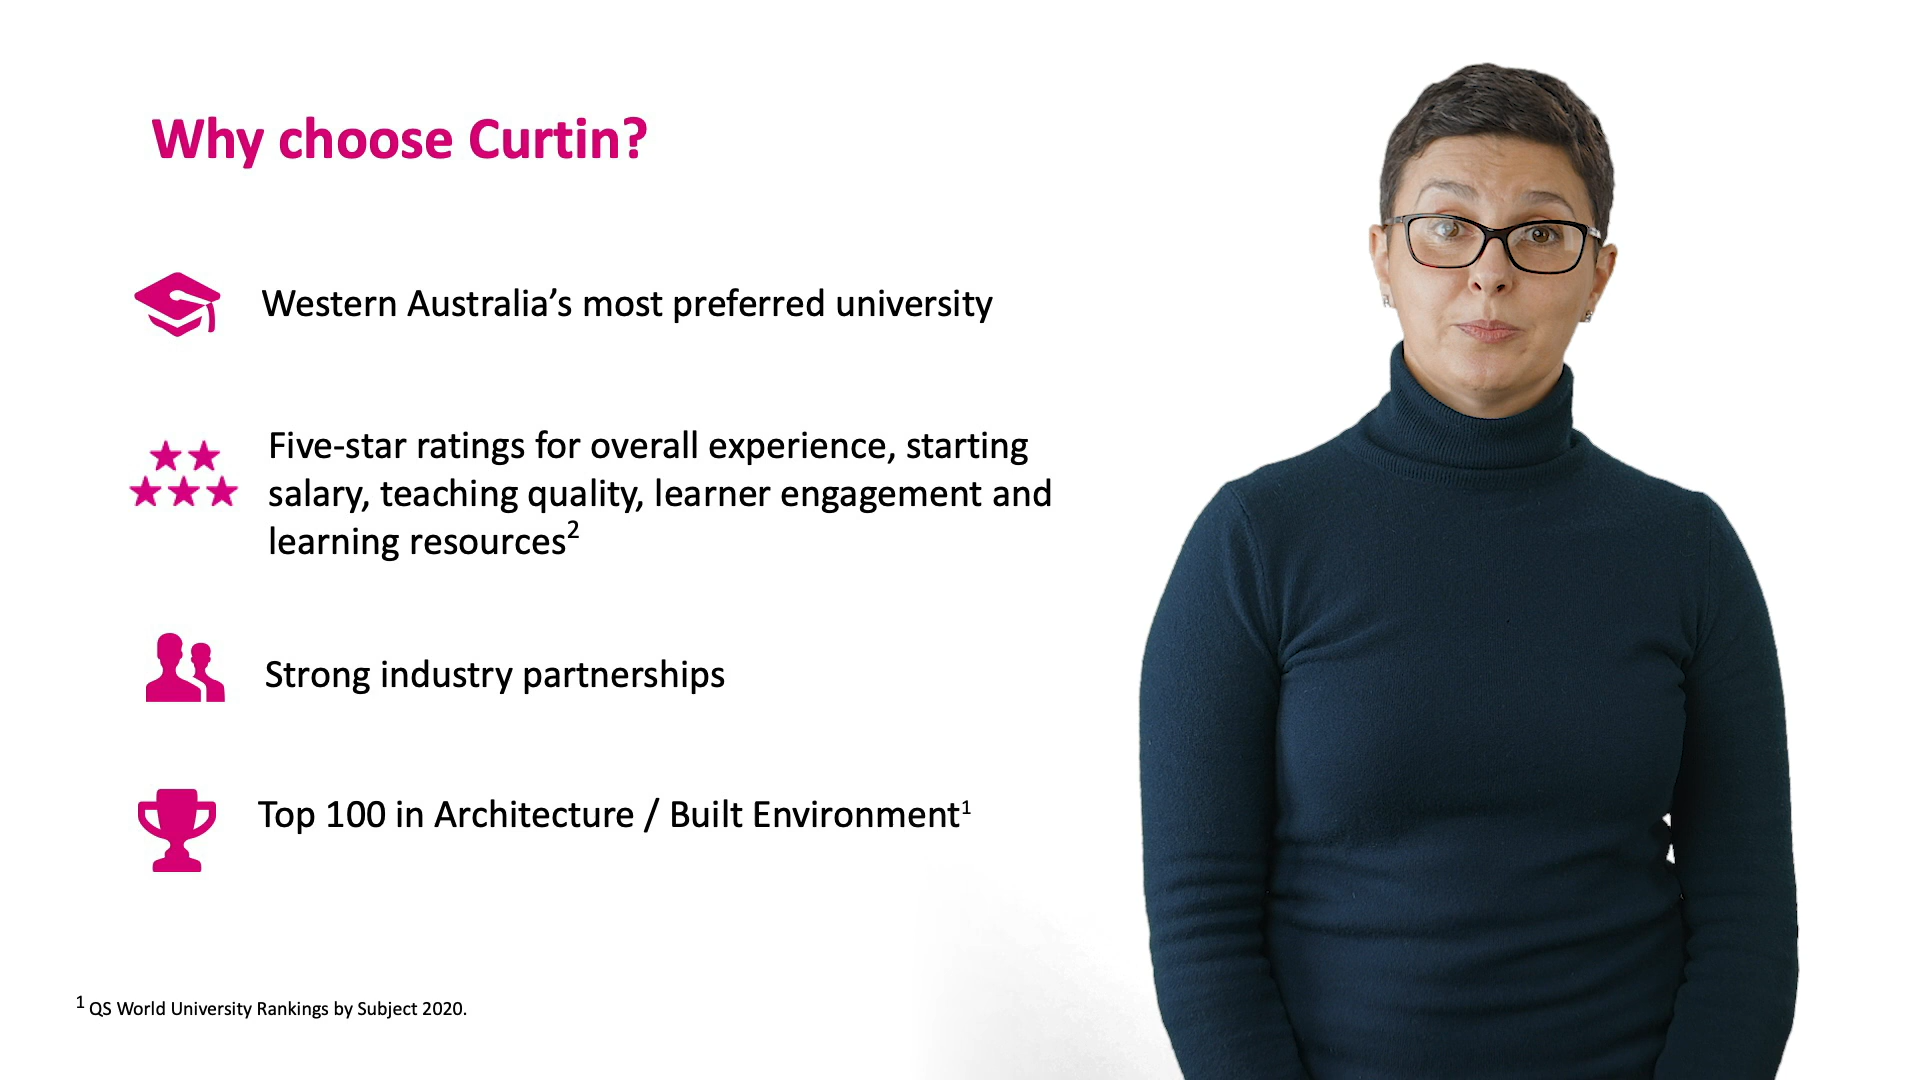 Why choose Curtin?
Western Australia’s most preferred university
Five-star ratings for overall experience, starting
salary, teaching quality, learner engagement and
learning resources²
Strong industry partnerships
Top 100 in Architecture / Built Environment¹
¹ QS World University Rankings by Subject 2020.